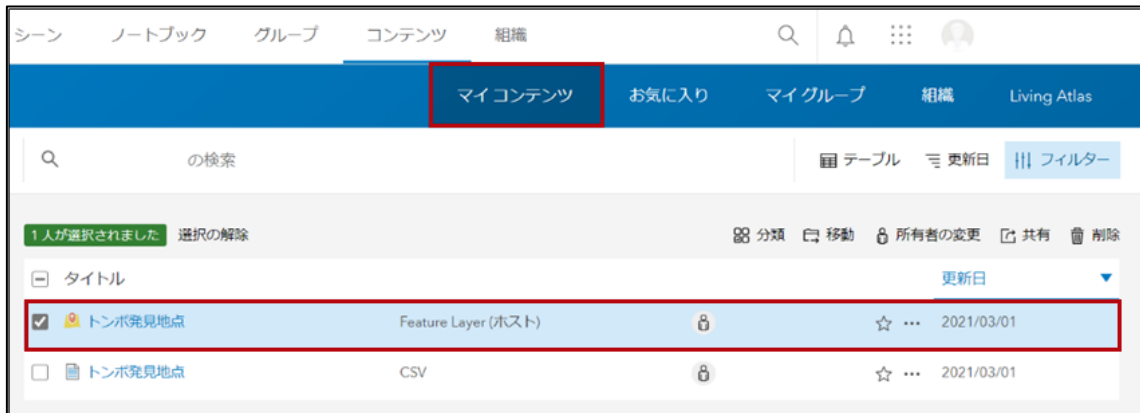 シーン ノートブック グループ コンテンツ 組織
マイ コンテンツ お気に入り マイ グループ 組織 Living Atlas
の検索 テーブル 更新日 フィルター
1 人が選択されました 選択の解除 分類 移動 所有者の変更 共有 削除
タイトル 更新日
トンボ発見地点 Feature Layer (ホスト) 2021/03/01
トンボ発見地点 CSV 2021/03/01